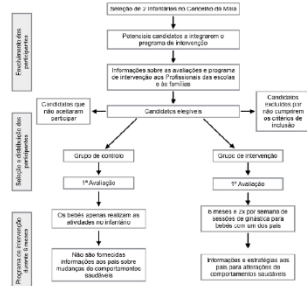 Seleção de 2 Infantários no Concelho da Maia
Potenciais candidatos a integrarem o
programa de intervenção
Informações sobre as avaliações e programa
de intervenção aos Profissionais das escolas
e às famílias
Candidatos que
não aceitaram
participar
Candidatos elegíveis
Candidatos
excluídos por
não cumprirem
os critérios de
inclusão
Grupo de controlo
Grupo de intervenção
1ª Avaliação
1ª Avaliação
Os bebés apenas realizam as
atividades no infantário
6 meses e 2x por semana de
sessões de ginástica para
bebés com um dos pais
Não são fornecidas
informações aos pais sobre
mudanças de comportamentos
saudáveis
Informações e estratégias aos
pais para alterações de
comportamentos saudáveis
Envolvimento dos
participantes
Seleção e distribuição dos
participantes
Programa de intervenção
durante 6 meses